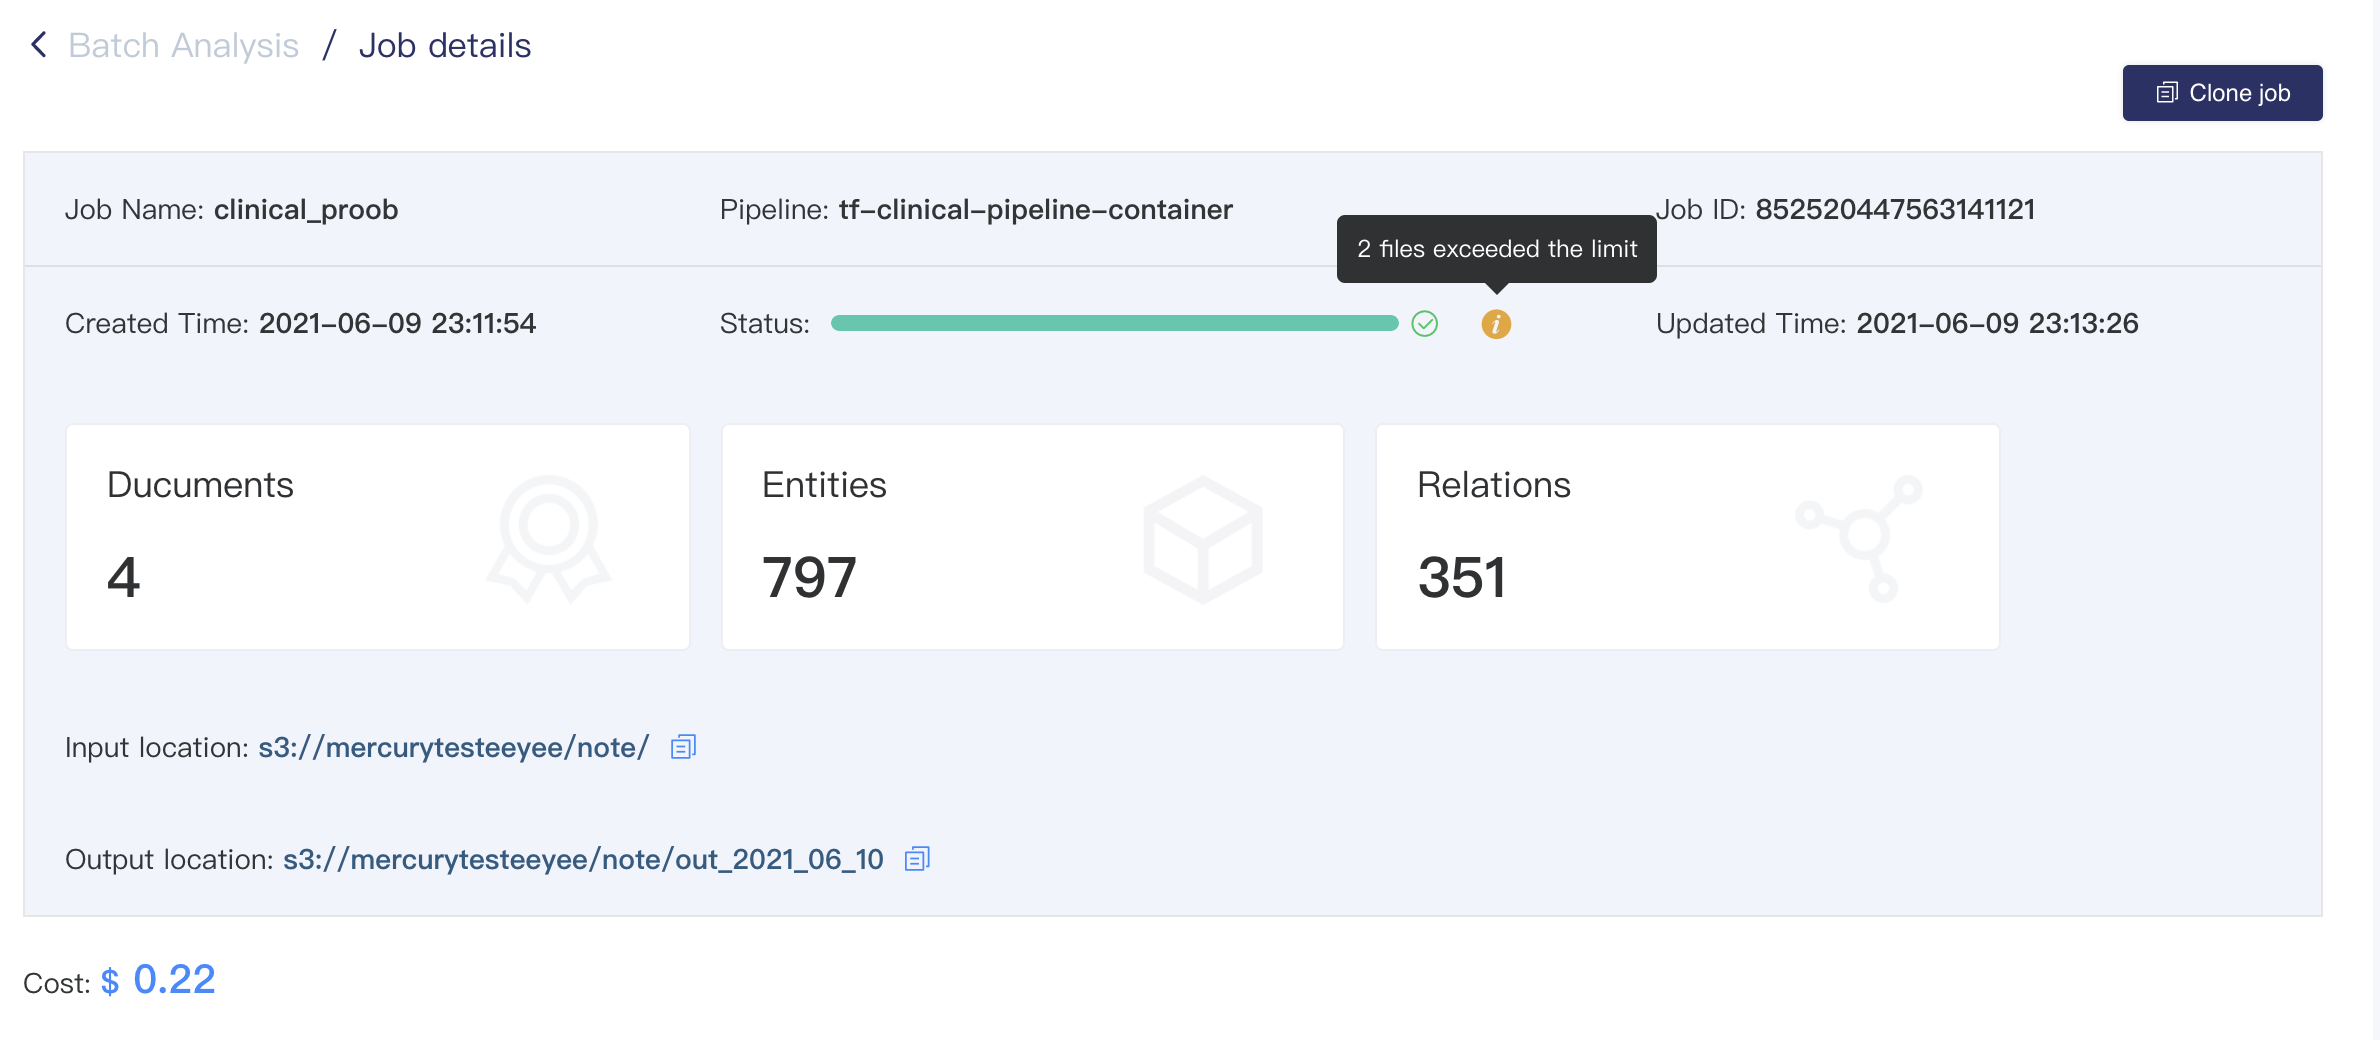 Batch Analysis / Job details
Clone job
Job Name: clinical_proob
Pipeline: tf-clinical-pipeline-container
Job ID: 852520447563141121
2 files exceeded the limit
Created Time: 2021-06-09 23:11:54
Status:
Updated Time: 2021-06-09 23:13:26
Ducuments
4
Entities
797
Relations
351
Input location: s3://mercurytesteeyee/note/
Output location: s3://mercurytesteeyee/note/out_2021_06_10
Cost: $ 0.22